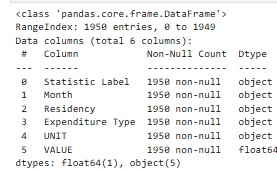 <class 'pandas.core.frame.DataFrame'>
RangeIndex: 1950 entries, 0 to 1949
Data columns (total 6 columns):
 #   Column            Non-Null Count  Dtype
---  ------            --------------  -----
 0   Statistic Label   1950 non-null   object
 1   Month             1950 non-null   object
 2   Residency         1950 non-null   object
 3   Expenditure Type  1950 non-null   object
 4   UNIT              1950 non-null   object
 5   VALUE             1950 non-null   float64
dtypes: float64(1), object(5)